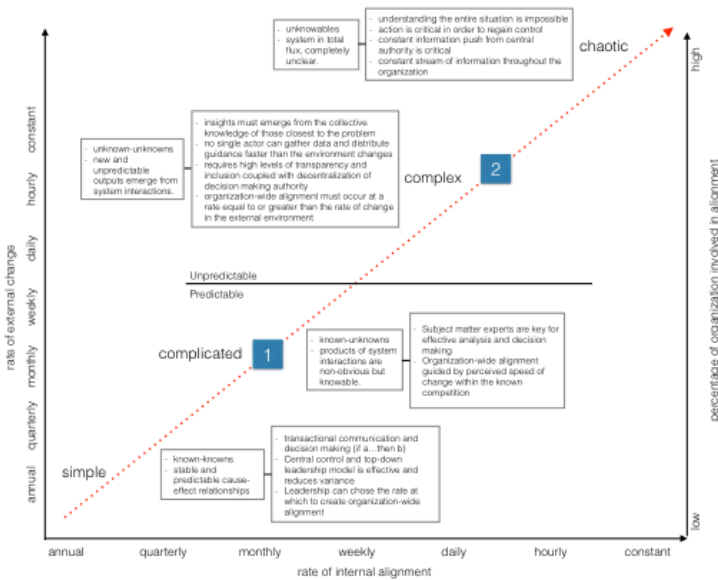 - unknowables
- system in total
flux, completely
unclear.
- understanding the entire situation is impossible
- action is critical in order to regain control
- constant information push from central
authority is critical
- constant stream of information throughout the
organization
chaotic
high
- unknown-unknowns
- new and
unpredictable
outputs emerge from
system interactions.
- insights must emerge from the collective
knowledge of those closest to the problem
- no single actor can gather data and distribute
guidance faster than the environment changes
- requires high levels of transparency and
inclusion coupled with decentralization of
decision making authority
- organization-wide alignment must occur at a
rate equal to or greater than the rate of change
in the external environment
complex
2
Unpredictable
Predictable
complicated
1
- known-unknowns
- products of system
interactions are
non-obvious but
knowable.
- Subject matter experts are key for
effective analysis and decision
making
- Organization-wide alignment
guided by perceived speed of
change within the known
competition
simple
- known-knowns
- stable and
predictable cause-
effect relationships
- transactional communication and
decision making (if a...then b)
- Central control and top-down
leadership model is effective and
reduces variance
- Leadership can chose the rate at
which to create organization-wide
alignment
low
percentage of organization involved in alignment
rate of external change
constant
hourly
daily
weekly
monthly
quarterly
annual
annual
quarterly
monthly
weekly
daily
hourly
constant
rate of internal alignment